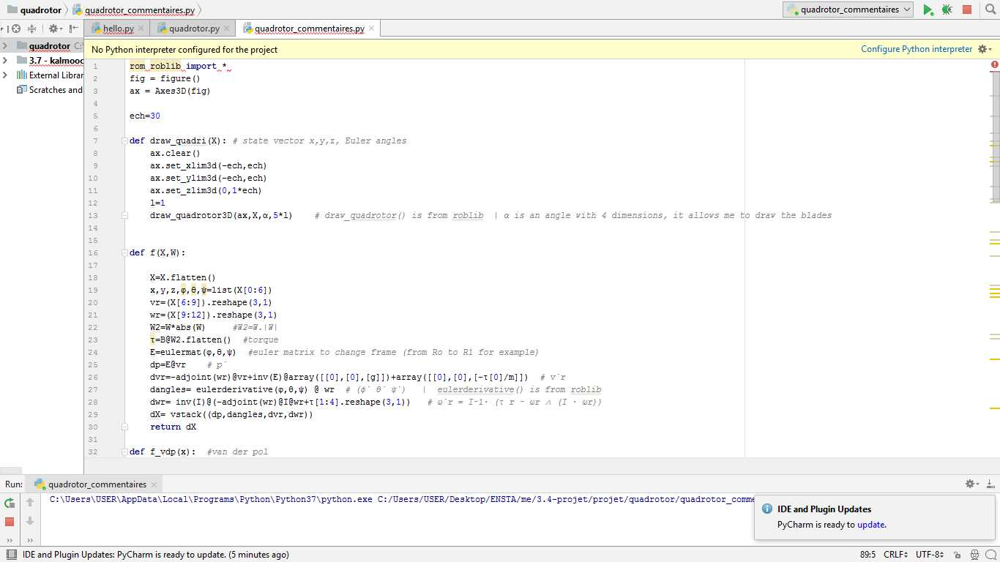 quadrotor quadrotor_commentaires.py quadrotor_commentaires
hello.py quadrotor.py quadrotor_commentaires.py
quadrotor C:\
3.7 - kalmooc
External Librar
Scratches and
No Python interpreter configured for the project Configure Python interpreter
1 rom roblib import *
2 fig = figure()
3 ax = Axes3D(fig)
4
5 ech=30
6
7 def draw_quadri(X): # state vector x,y,z, Euler angles
8 ax.clear()
9 ax.set_xlim3d(-ech,ech)
10 ax.set_ylim3d(-ech,ech)
11 ax.set_zlim3d(0,1*ech)
12 l=1
13 draw_quadrotor3D(ax,X,α,5*l) # draw_quadrotor() is from roblib | α is an angle with 4 dimensions, it allows me to draw the blades
14
15
16 def f(X,W):
17
18 X=X.flatten()
19 x,y,z,φ,θ,ψ=list(X[0:6])
20 vr=(X[6:9]).reshape(3,1)
21 wr=(X[9:12]).reshape(3,1)
22 W2=W*abs(W) #W2=W.|W|
23 τ=B@W2.flatten() #torque
24 E=eulermat(φ,θ,ψ) #euler matrix to change frame (from Ro to R1 for example)
25 dp=E@vr # p˙
26 dvr=-adjoint(wr)@vr+inv(E)@array([[0],[0],[g]])+array([[0],[0],[-τ[0]/m]]) # v˙r
27 dangles= eulerderivative(φ,θ,ψ) @ wr # (φ˙ θ˙ ψ˙) | eulerderivative() is from roblib
28 dwr= inv(I)@(-adjoint(wr)@I@wr+τ[1:4].reshape(3,1)) # ω˙r = I-1· (τ r - ωr ∧ (I · ωr))
29 dX= vstack((dp,dangles,dvr,dwr))
30 return dX
31
32 def f_vdp(x): #van der pol
Run: quadrotor_commentaires
C:\Users\USER\AppData\Local\Programs\Python\Python37\python.exe C:/Users/USER/Desktop/ENSTA/me/3.4-projet/projet/quadrotor/quadrotor_comme
IDE and Plugin Updates
PyCharm is ready to update.
IDE and Plugin Updates: PyCharm is ready to update. (5 minutes ago) 89:5 CRLF UTF-8